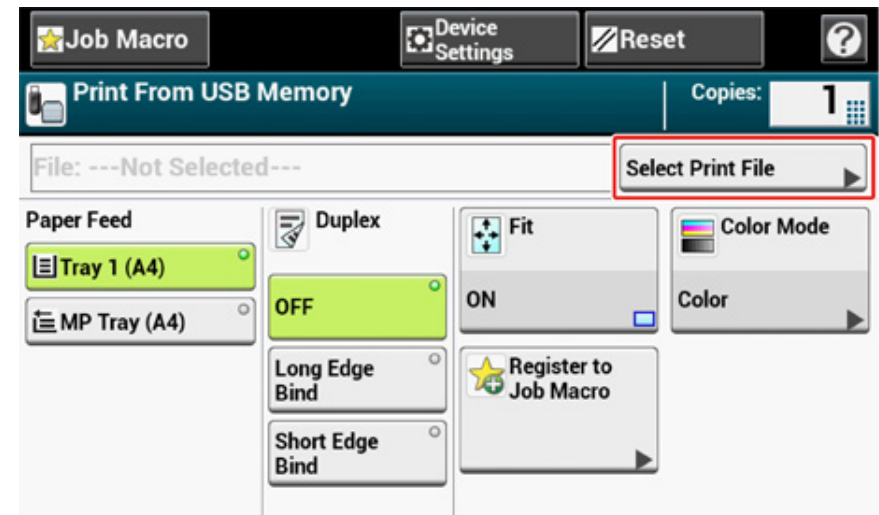 Job Macro
Device
Settings
Reset
?
Print From USB Memory
Copies:
1
File: ---Not Selected---
Select Print File
Paper Feed
Tray 1 (A4)
MP Tray (A4)
Duplex
OFF
Long Edge
Bind
Short Edge
Bind
Fit
ON
Register to
Job Macro
Color Mode
Color